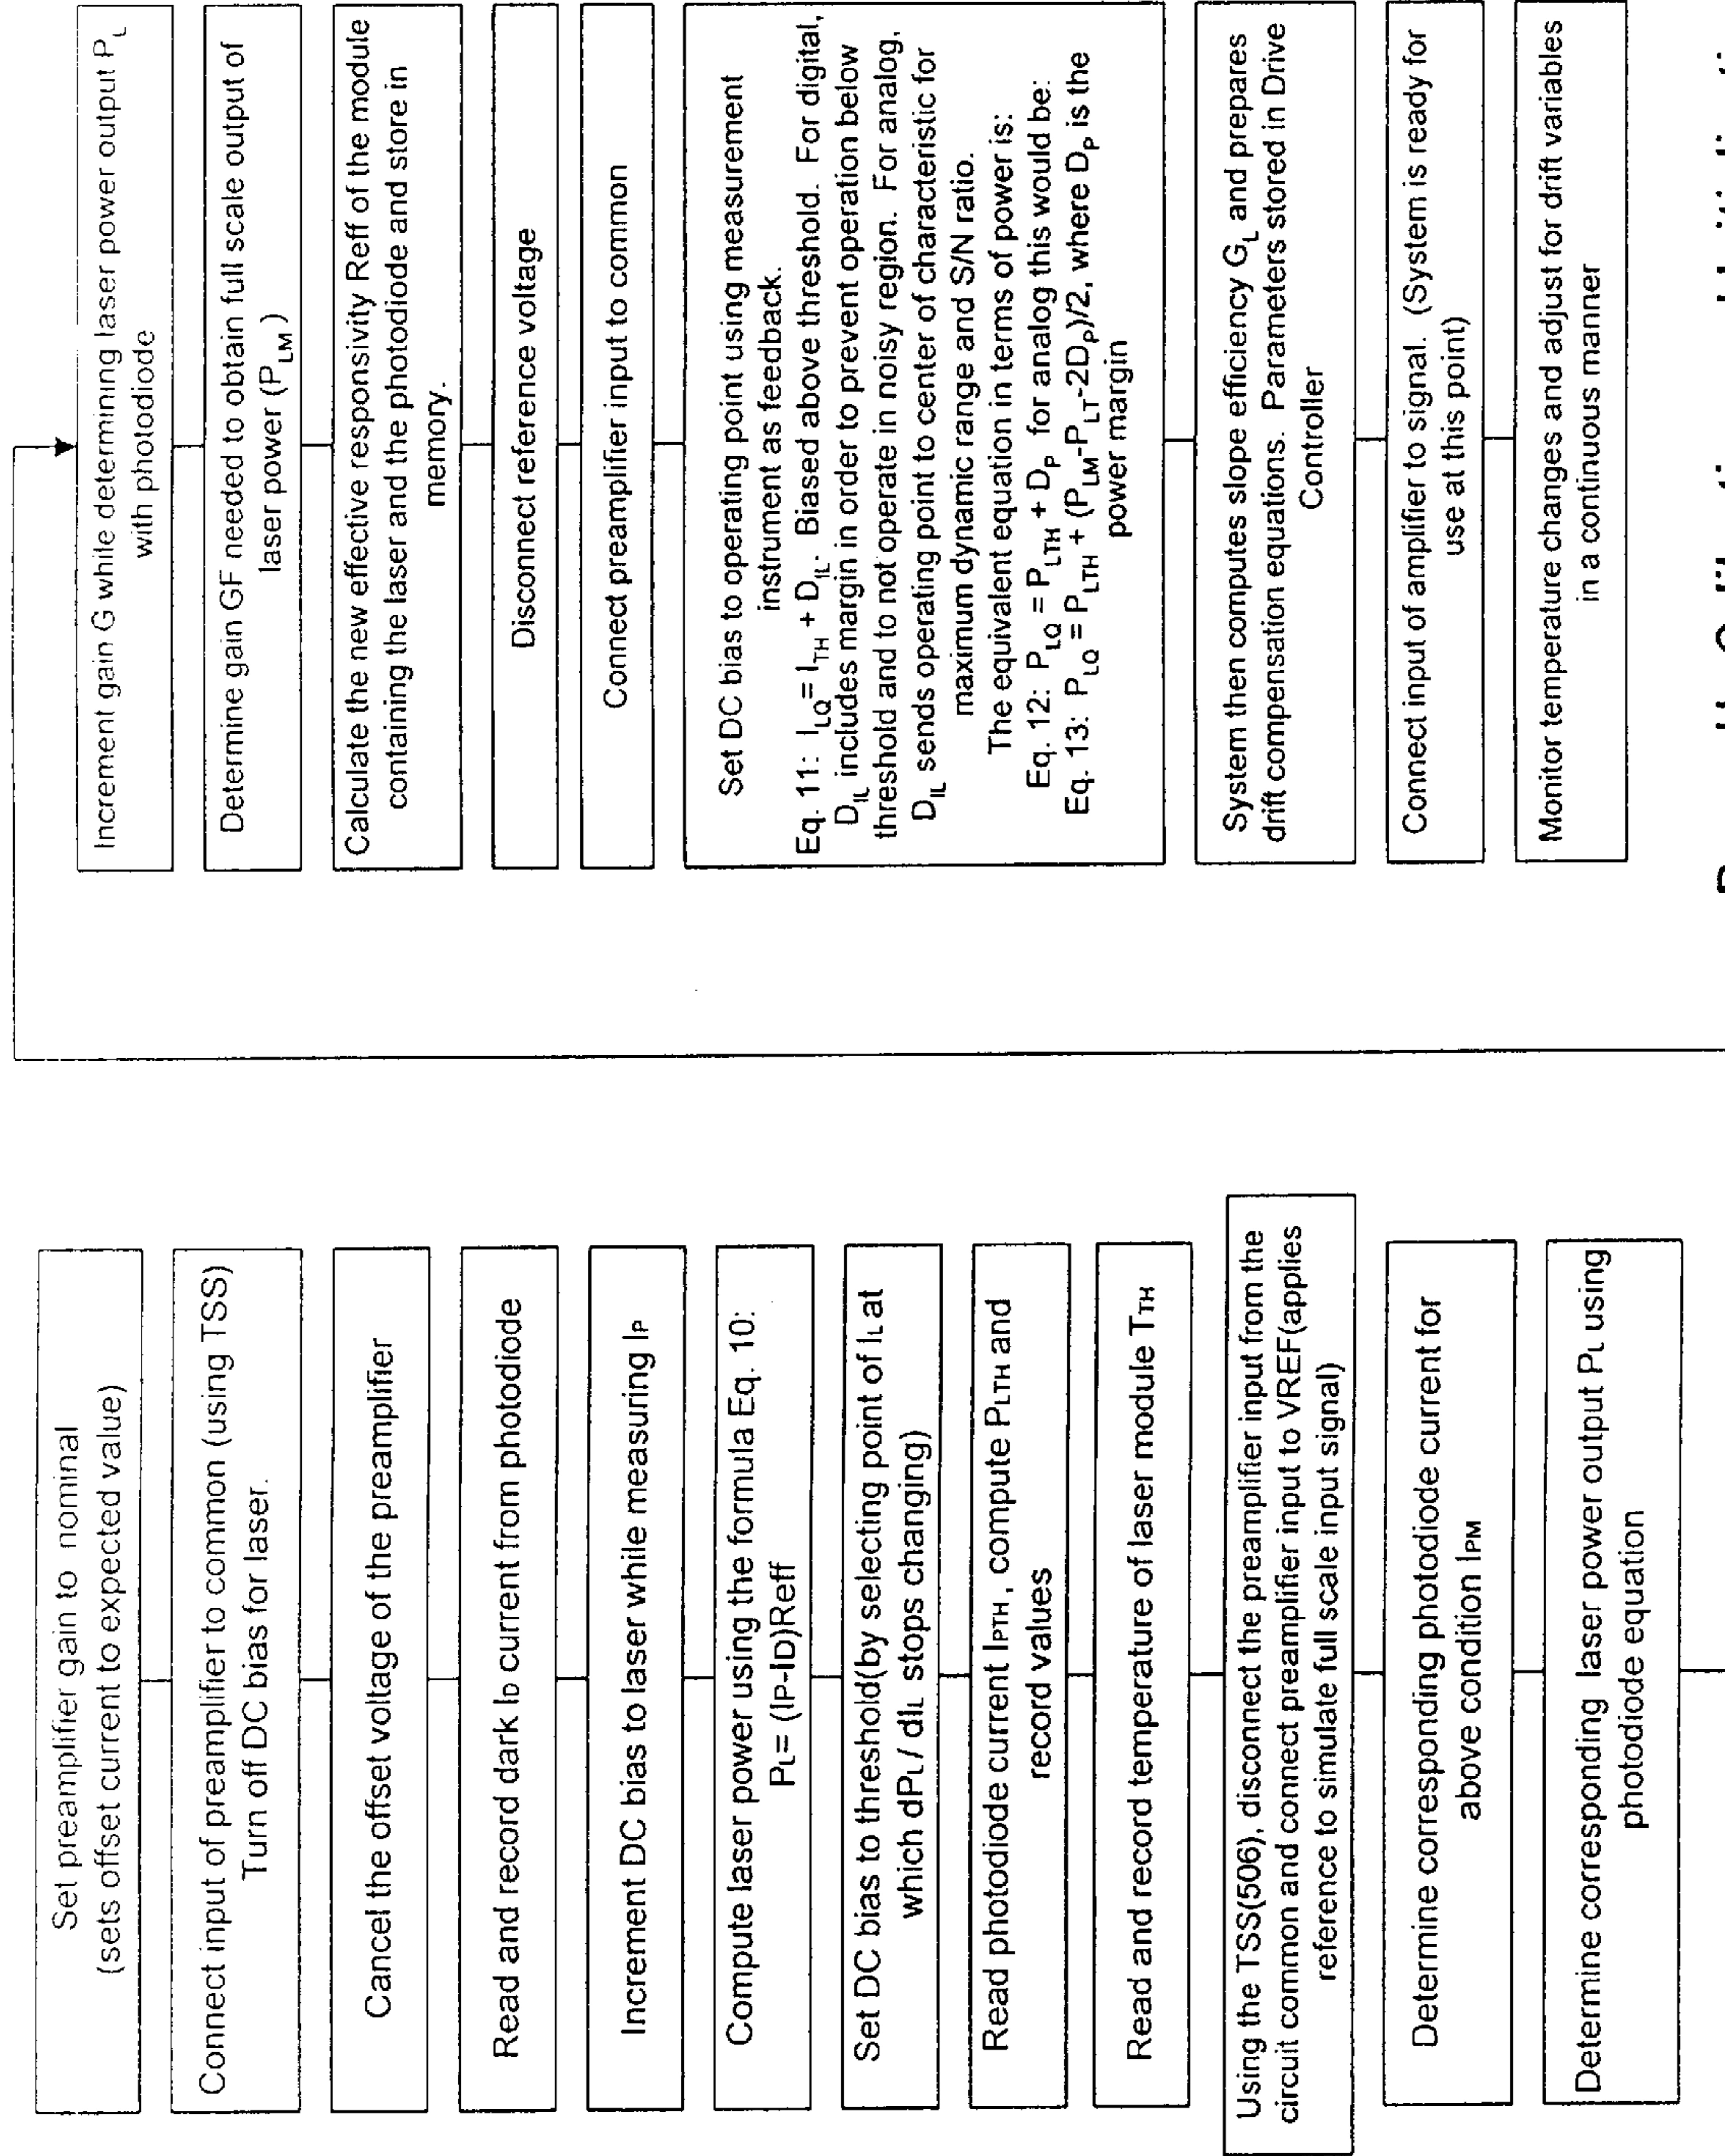 Set preamplifier gain to nominal
(sets offset current to expected value)
Connect input of preamplifier to common (using TSS)
Turn off DC bias for laser.
Cancel the offset voltage of the preamplifier
Read and record dark ID current from photodiode
Increment DC bias to laser while measuring IP
Compute laser power using the formula Eq. 10:
PL= (IP-ID)Reff
Set DC bias to threshold(by selecting point of IL at
which dPL / dIL stops changing)
Read photodiode current IPTH, compute PLTH and
record values
Read and record temperature of laser module TTH
Using the TSS(506), disconnect the preamplifier input from the
circuit common and connect preamplifier input to VREF(applies
reference to simulate full scale input signal)
Determine corresponding photodiode current for
above condition IPM
Determine corresponding laser power output PL using
photodiode equation
Increment gain G while determining laser power output PL
with photodiode
Determine gain GF needed to obtain full scale output of
laser power (PLM)
Calculate the new effective responsivity Reff of the module
containing the laser and the photodiode and store in
memory.
Disconnect reference voltage
Connect preamplifier input to common
Set DC bias to operating point using measurement
instrument as feedback.
Eq. 11: ILQ = ITH + DIL. Biased above threshold. For digital,
DIL includes margin in order to prevent operation below
threshold and to not operate in noisy region. For analog,
DIL sends operating point to center of characteristic for
maximum dynamic range and S/N ratio.
The equivalent equation in terms of power is:
Eq. 12: PLQ = PLTH + DP for analog this would be:
Eq. 13: PLQ = PLTH + (PLM-PLT-2DP)/2, where DP is the
power margin
System then computes slope efficiency GL and prepares
drift compensation equations. Parameters stored in Drive
Controller
Connect input of amplifier to signal. (System is ready for
use at this point)
Monitor temperature changes and adjust for drift variables
in a continuous manner